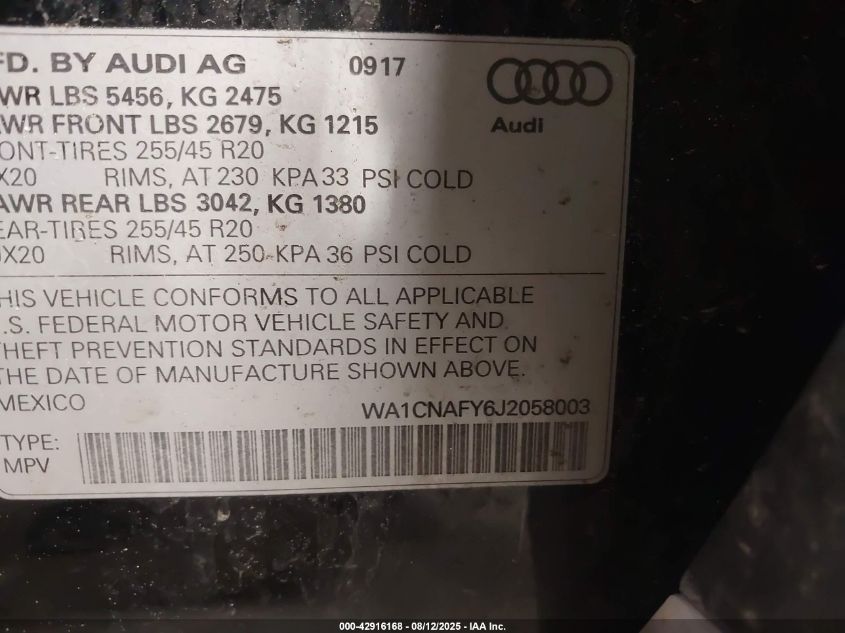 FD. BY AUDI AG 0917
WR LBS 5456, KG 2475
Audi
AWR FRONT LBS 2679, KG 1215
ONT-TIRES 255/45 R20
X20 RIMS, AT 230 KPA 33 PSI COLD
AWR REAR LBS 3042, KG 1380
EAR-TIRES 255/45 R20
X20 RIMS, AT 250 KPA 36 PSI COLD
HIS VEHICLE CONFORMS TO ALL APPLICABLE
.S. FEDERAL MOTOR VEHICLE SAFETY AND
THEFT PREVENTION STANDARDS IN EFFECT ON
THE DATE OF MANUFACTURE SHOWN ABOVE.
MEXICO WA1CNAFY6J2058003
TYPE:
MPV
000-42916168 - 08/12/2025 - IAA Inc.